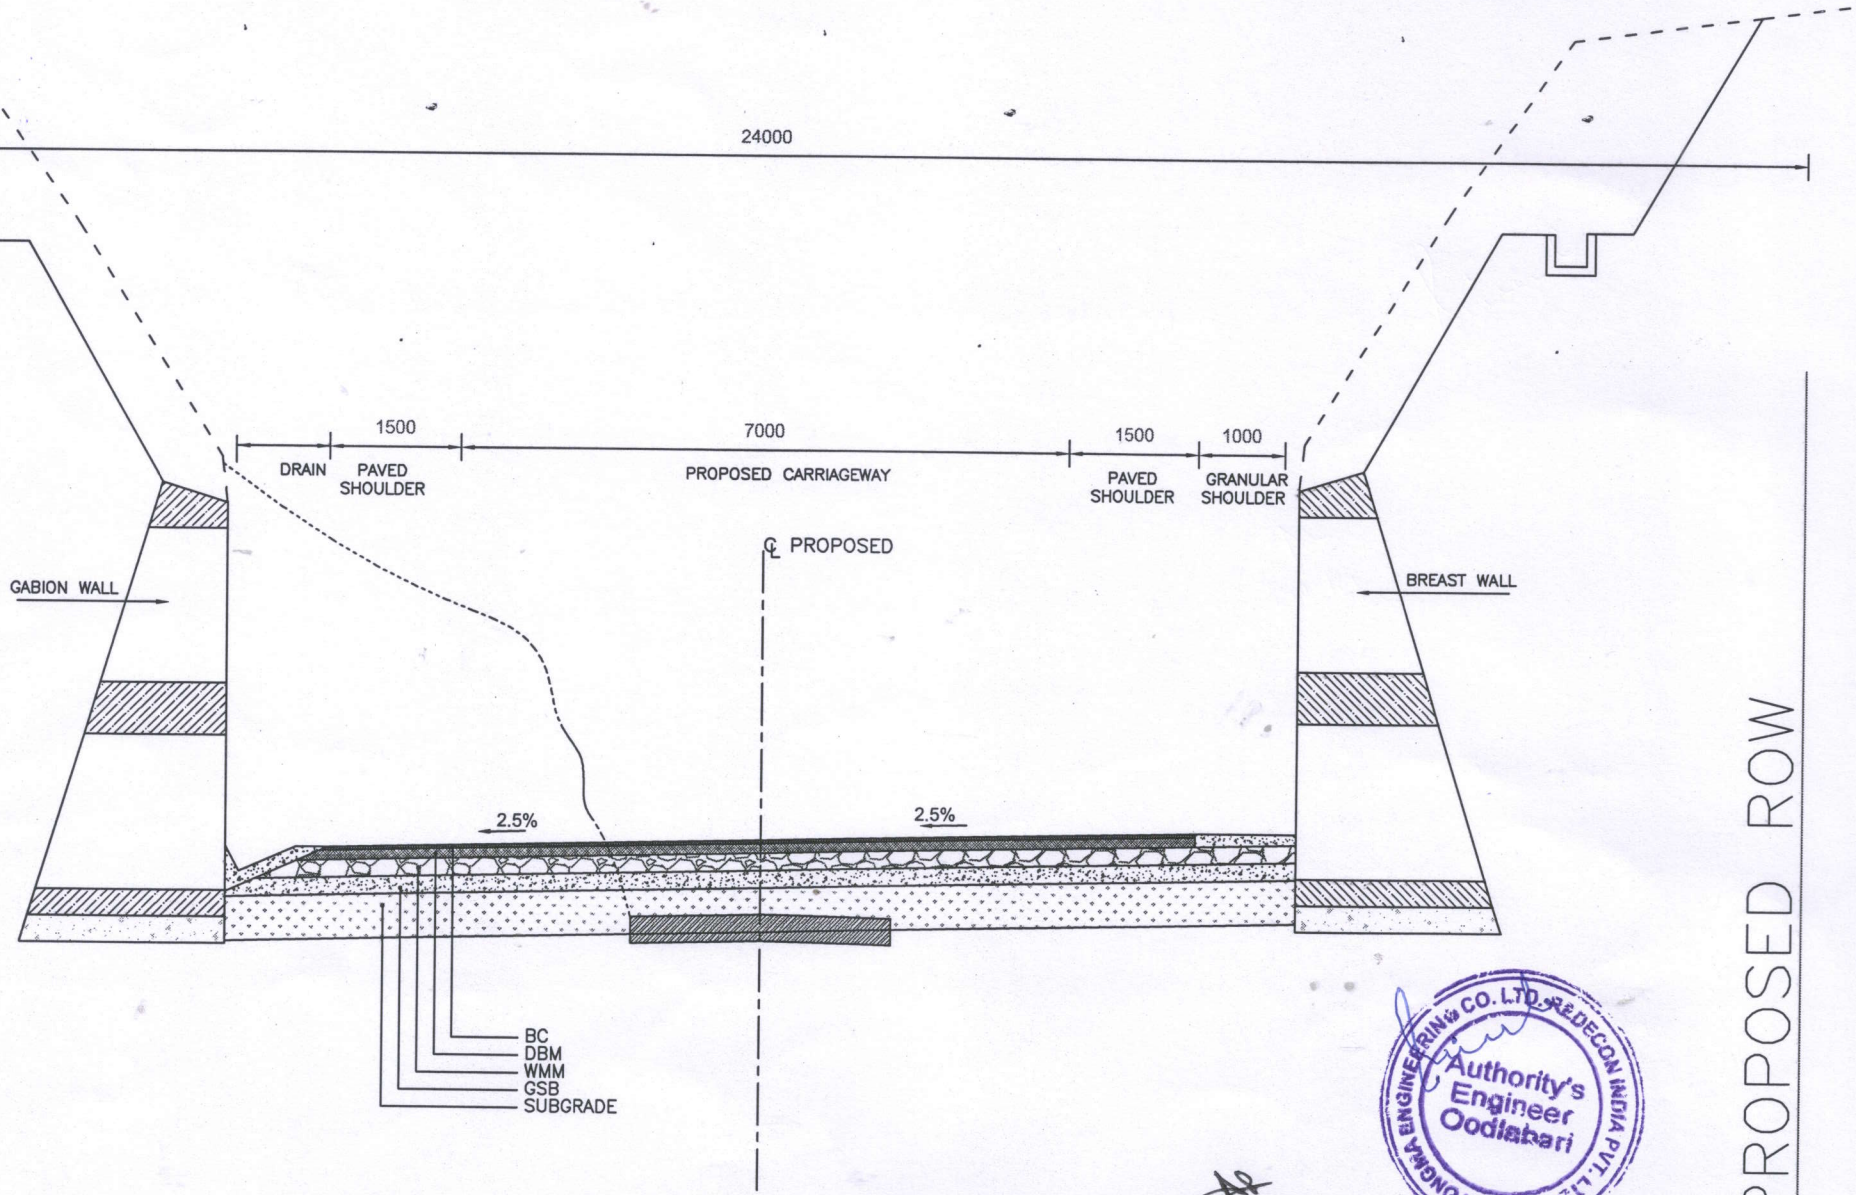 24000
1500
7000
1500
1000
DRAIN
PAVED
SHOULDER
PROPOSED CARRIAGEWAY
PAVED
SHOULDER
GRANULAR
SHOULDER
℄ PROPOSED
GABION WALL
BREAST WALL
2.5%
2.5%
BC
DBM
WMM
GSB
SUBGRADE
PROPOSED ROW
ENGINEERING CO. LTD.
REDECON INDIA PVT.
Authority's
Engineer
Oodlabari